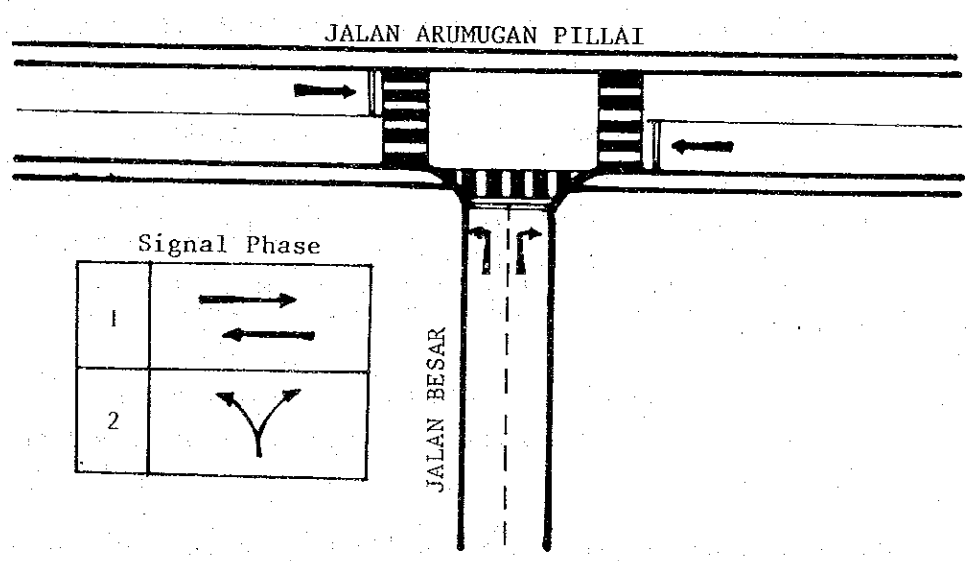 JALAN ARUMUGAN PILLAI
Signal Phase
1
2
JALAN BESAR